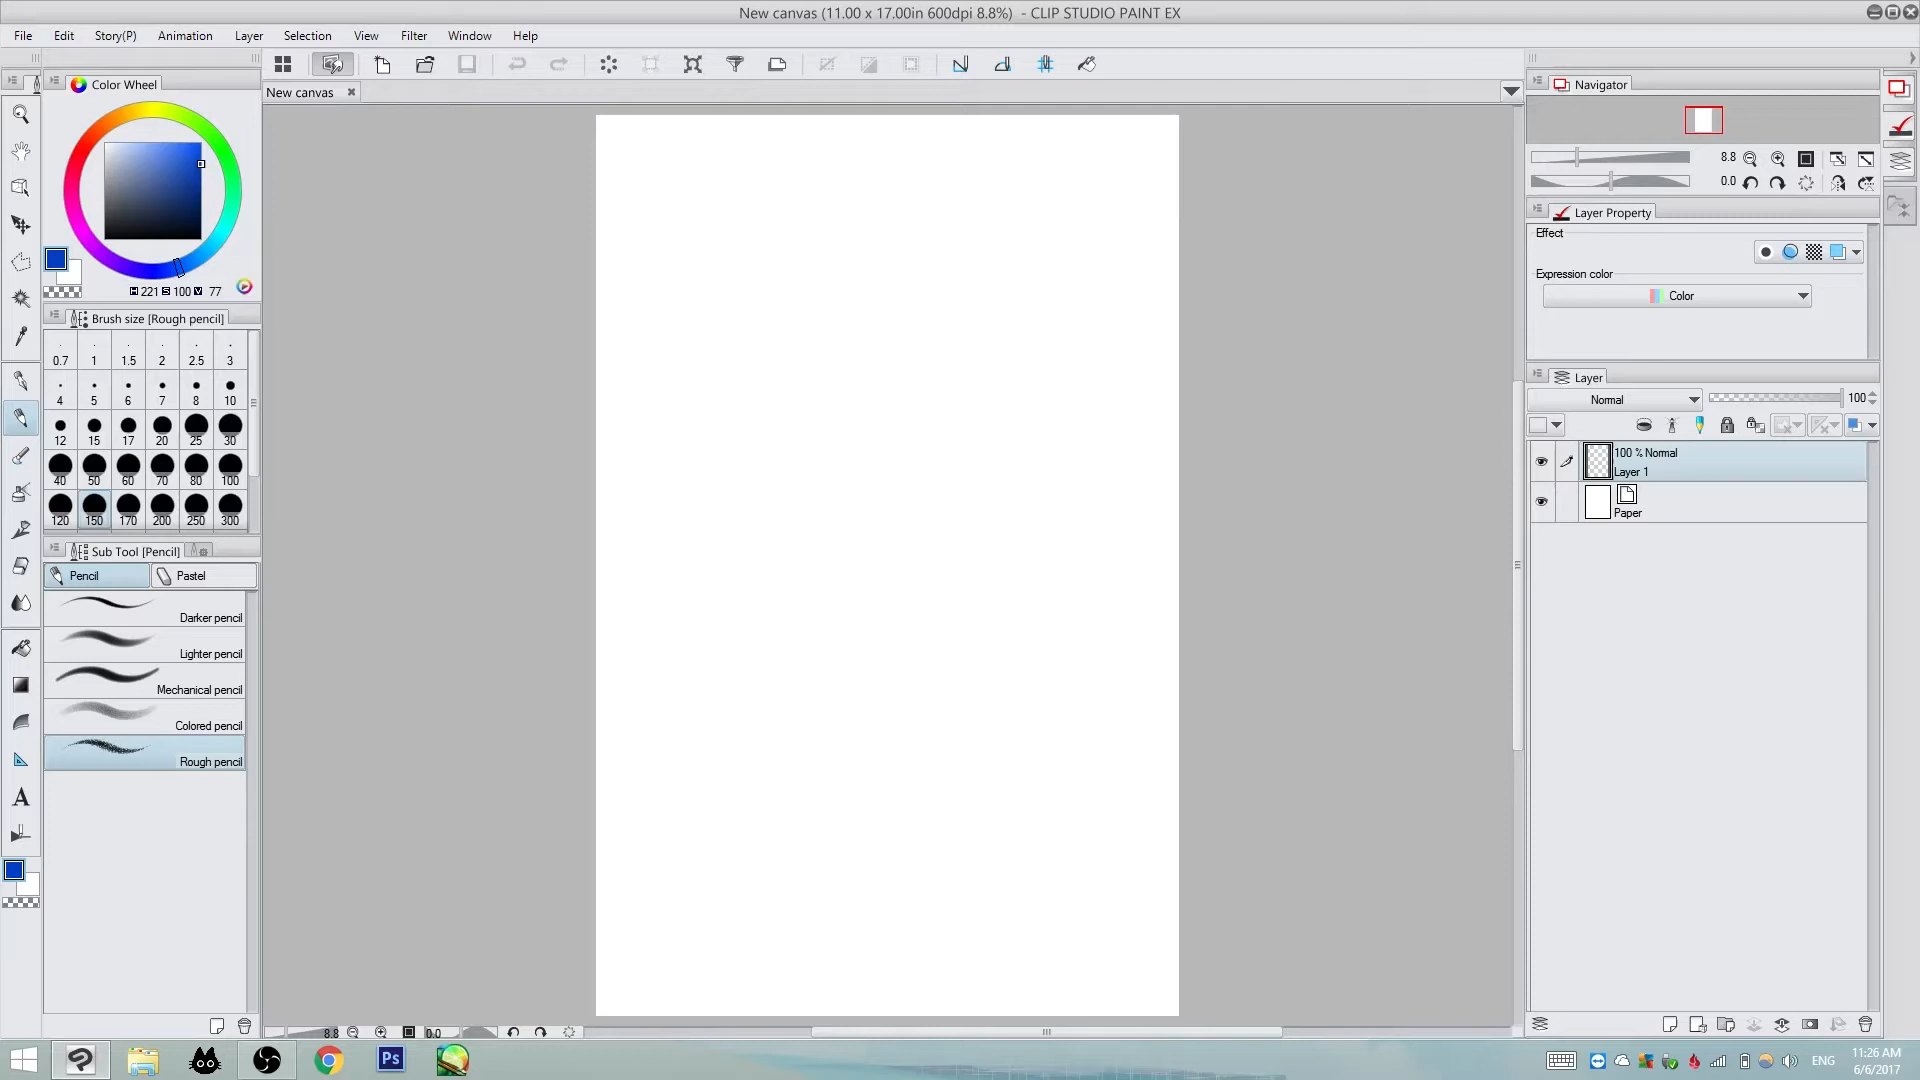 New canvas (11.00 x 17.00in 600dpi 8.8%) - CLIP STUDIO PAINT EX
File Edit Story(P) Animation Layer Selection Filter View Window Help
New canvas
Color Wheel
H 221 S 100 V 77
Brush size [Rough pencil]
0.7 1 1.5 2 2.5 3
4 5 6 7 8 10
12 15 17 20 25 30
40 50 60 70 80 100
120 150 170 200 250 300
Sub Tool [Pencil]
Pencil Pastel
Darker pencil
Lighter pencil
Mechanical pencil
Colored pencil
Rough pencil
A
8.8 0.0
Navigator
8.8
0.0
Layer Property
Effect
Expression color
Color
Layer
Normal 100
100 % Normal
Layer 1
Paper
Ps
ENG
11:26 AM
6/6/2017